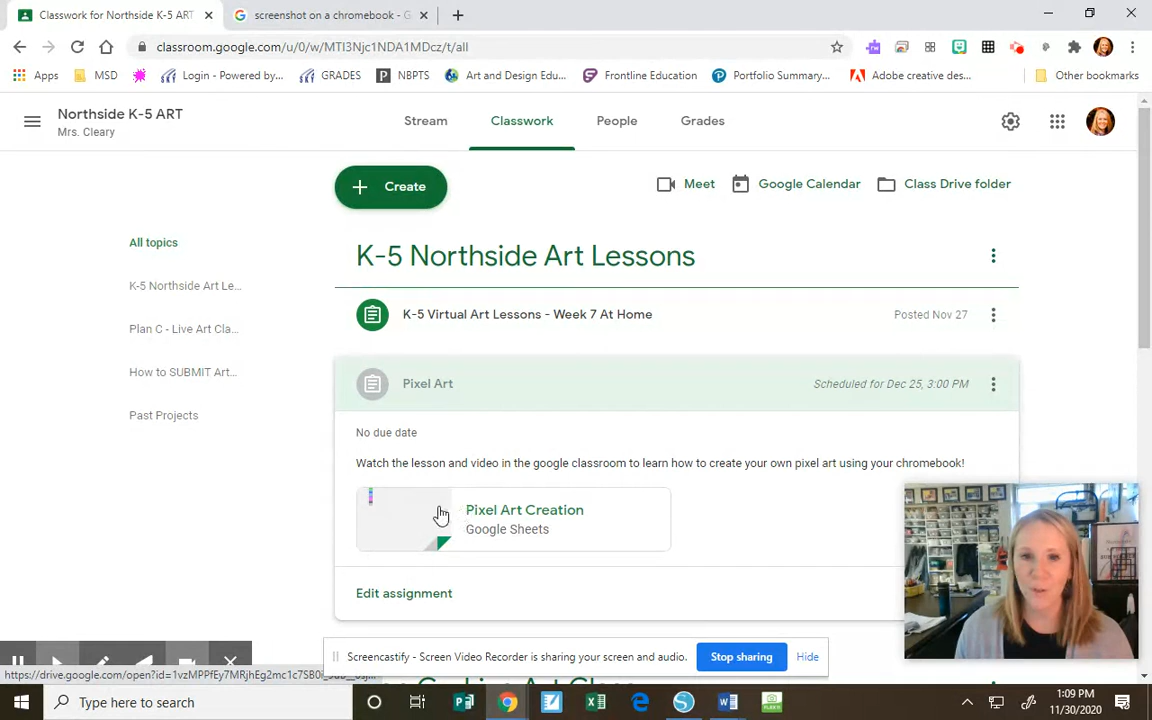 Classwork for Northside K-5 ART
screenshot on a chromebook - G
classroom.google.com/u/0/w/MTI3Njc1NDA1MDcz/t/all
Apps
MSD
Login - Powered by...
GRADES
NBPTS
Art and Design Edu...
Frontline Education
Portfolio Summary...
Adobe creative des...
Other bookmarks
Northside K-5 ART
Mrs. Cleary
Stream
Classwork
People
Grades
Create
Meet
Google Calendar
Class Drive folder
All topics
K-5 Northside Art Le...
Plan C - Live Art Cla...
How to SUBMIT Art...
Past Projects
K-5 Northside Art Lessons
K-5 Virtual Art Lessons - Week 7 At Home
Posted Nov 27
Pixel Art
Scheduled for Dec 25, 3:00 PM
No due date
Watch the lesson and video in the google classroom to learn how to create your own pixel art using your chromebook!
Pixel Art Creation
Google Sheets
Edit assignment
Screencastify - Screen Video Recorder is sharing your screen and audio.
Stop sharing
Hide
Type here to search
1:09 PM
11/30/2020